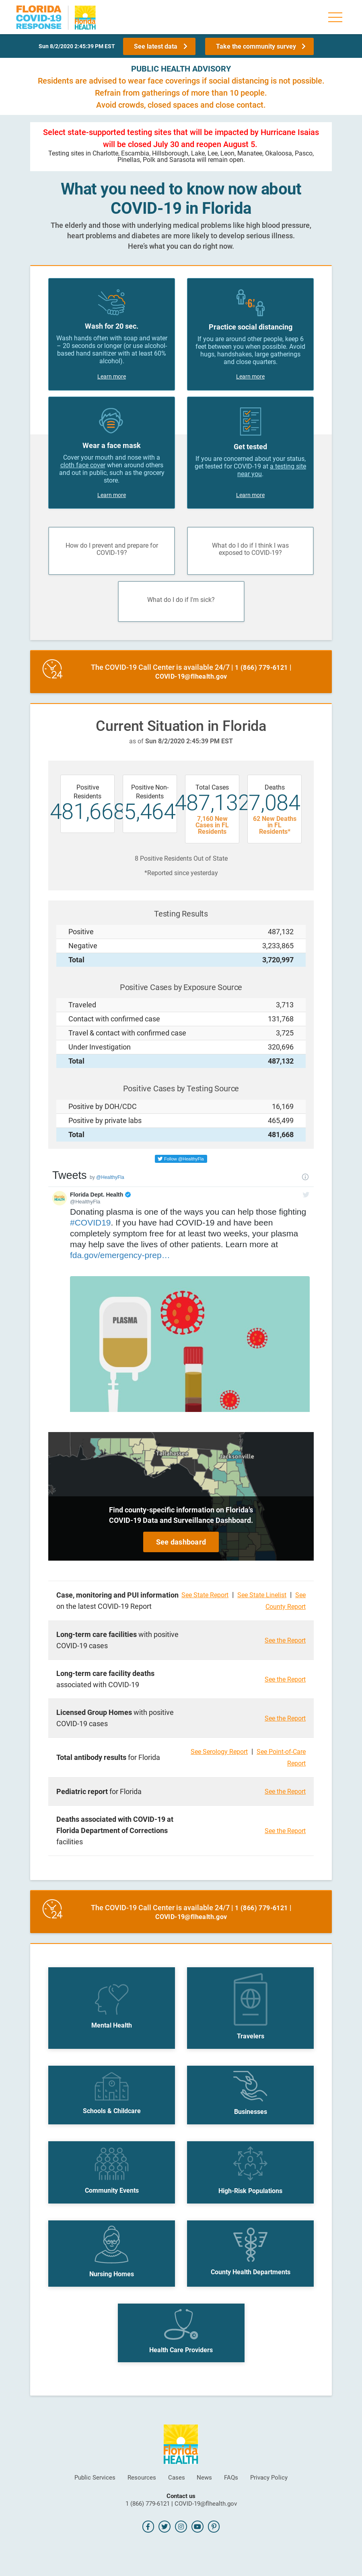 FLORIDA
COVID-19
RESPONSE
Florida
HEALTH
Sun 8/2/2020 2:45:39 PM EST
See latest data
Take the community survey
PUBLIC HEALTH ADVISORY
Residents are advised to wear face coverings if social distancing is not possible.
Refrain from gatherings of more than 10 people.
Avoid crowds, closed spaces and close contact.
Select state-supported testing sites that will be impacted by Hurricane Isaias
will be closed July 30 and reopen August 5.
Testing sites in Charlotte, Escambia, Hillsborough, Lake, Lee, Leon, Manatee, Okaloosa, Pasco,
Pinellas, Polk and Sarasota will remain open.
What you need to know now about
COVID-19 in Florida
The elderly and those with underlying medical problems like high blood pressure,
heart problems and diabetes are more likely to develop serious illness.
Here's what you can do right now.
Wash for 20 sec.
Wash hands often with soap and water
– 20 seconds or longer (or use alcohol-
based hand sanitizer with at least 60%
alcohol).
Learn more
6'
Practice social distancing
If you are around other people, keep 6
feet between you when possible. Avoid
hugs, handshakes, large gatherings
and close quarters.
Learn more
Wear a face mask
Cover your mouth and nose with a
cloth face cover when around others
and out in public, such as the grocery
store.
Learn more
Get tested
If you are concerned about your status,
get tested for COVID-19 at a testing site
near you.
Learn more
How do I prevent and prepare for
COVID-19?
What do I do if I think I was
exposed to COVID-19?
What do I do if I'm sick?
24
The COVID-19 Call Center is available 24/7 | 1 (866) 779-6121 |
COVID-19@flhealth.gov
Current Situation in Florida
as of Sun 8/2/2020 2:45:39 PM EST
Positive
Residents
481,668
Positive Non-
Residents
5,464
Total Cases
487,132
7,160 New
Cases in FL
Residents
Deaths
7,084
62 New Deaths
in FL
Residents*
8 Positive Residents Out of State
*Reported since yesterday
Testing Results
Positive 487,132
Negative 3,233,865
Total 3,720,997
Positive Cases by Exposure Source
Traveled 3,713
Contact with confirmed case 131,768
Travel & contact with confirmed case 3,725
Under Investigation 320,696
Total 487,132
Positive Cases by Testing Source
Positive by DOH/CDC 16,169
Positive by private labs 465,499
Total 481,668
Follow @HealthyFla
Tweets by @HealthyFla
Florida Dept. Health
@HealthyFla
Donating plasma is one of the ways you can help those fighting
#COVID19. If you have had COVID-19 and have been
completely symptom free for at least two weeks, your plasma
may help save the lives of other patients. Learn more at
fda.gov/emergency-prep…
PLASMA
Tallahassee
Jacksonville
Find county-specific information on Florida's
COVID-19 Data and Surveillance Dashboard.
See dashboard
Case, monitoring and PUI information
on the latest COVID-19 Report
See State Report | See State Linelist | See
County Report
Long-term care facilities with positive
COVID-19 cases
See the Report
Long-term care facility deaths
associated with COVID-19
See the Report
Licensed Group Homes with positive
COVID-19 cases
See the Report
Total antibody results for Florida
See Serology Report | See Point-of-Care
Report
Pediatric report for Florida
See the Report
Deaths associated with COVID-19 at
Florida Department of Corrections
facilities
See the Report
24
The COVID-19 Call Center is available 24/7 | 1 (866) 779-6121 |
COVID-19@flhealth.gov
Mental Health
Travelers
Schools & Childcare
Businesses
Community Events
High-Risk Populations
Nursing Homes
County Health Departments
Health Care Providers
Florida
HEALTH
Public Services
Resources
Cases
News
FAQs
Privacy Policy
Contact us
1 (866) 779-6121 | COVID-19@flhealth.gov